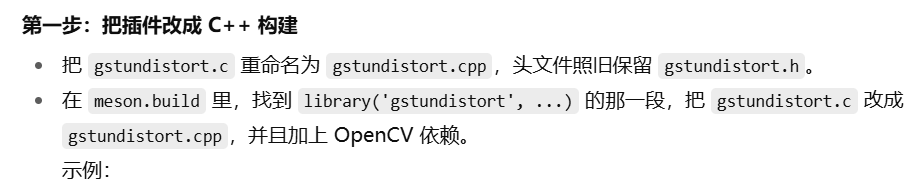 第一步：把插件改成 C++ 构建
• 把 gstundistort.c 重命名为 gstundistort.cpp，头文件照旧保留 gstundistort.h。
• 在 meson.build 里，找到 library('gstundistort', ...) 的那一段，把 gstundistort.c 改成
gstundistort.cpp，并且加上 OpenCV 依赖。
示例：